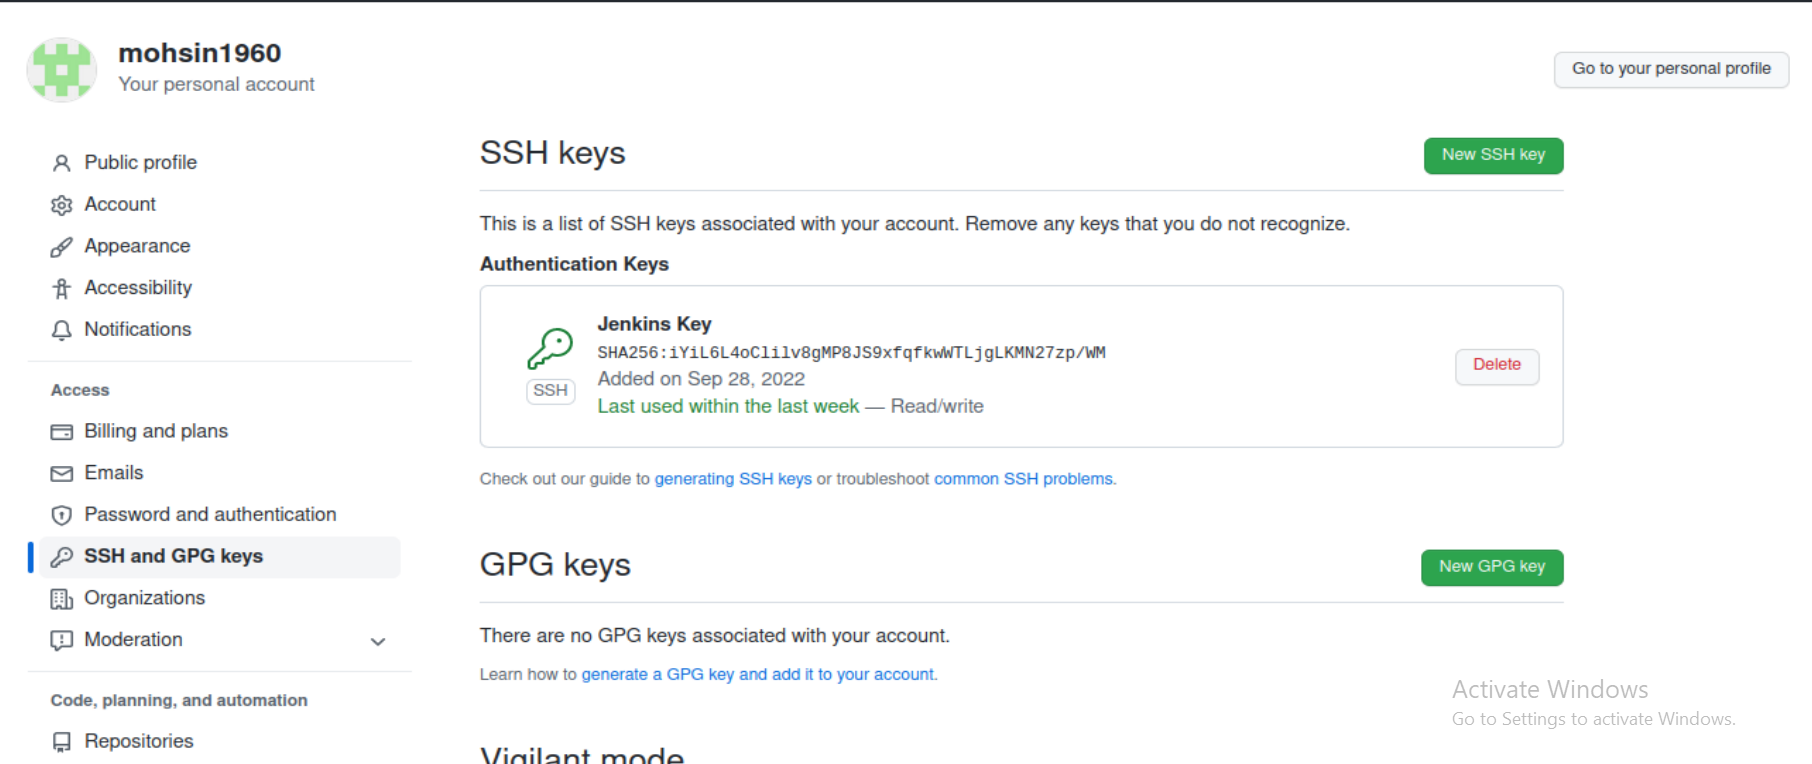 mohsin1960
Your personal account
Go to your personal profile
Public profile
Account
Appearance
Accessibility
Notifications
Access
Billing and plans
Emails
Password and authentication
SSH and GPG keys
Organizations
Moderation
Code, planning, and automation
Repositories
SSH keys
New SSH key
This is a list of SSH keys associated with your account. Remove any keys that you do not recognize.
Authentication Keys
Jenkins Key
SHA256:iYiL6L4oClilv8gMP8JS9xfqfkwWTLjgLKMN27zp/WM
Added on Sep 28, 2022
Last used within the last week — Read/write
SSH
Delete
Check out our guide to generating SSH keys or troubleshoot common SSH problems.
GPG keys
New GPG key
There are no GPG keys associated with your account.
Learn how to generate a GPG key and add it to your account.
Vigilant mode
Activate Windows
Go to Settings to activate Windows.